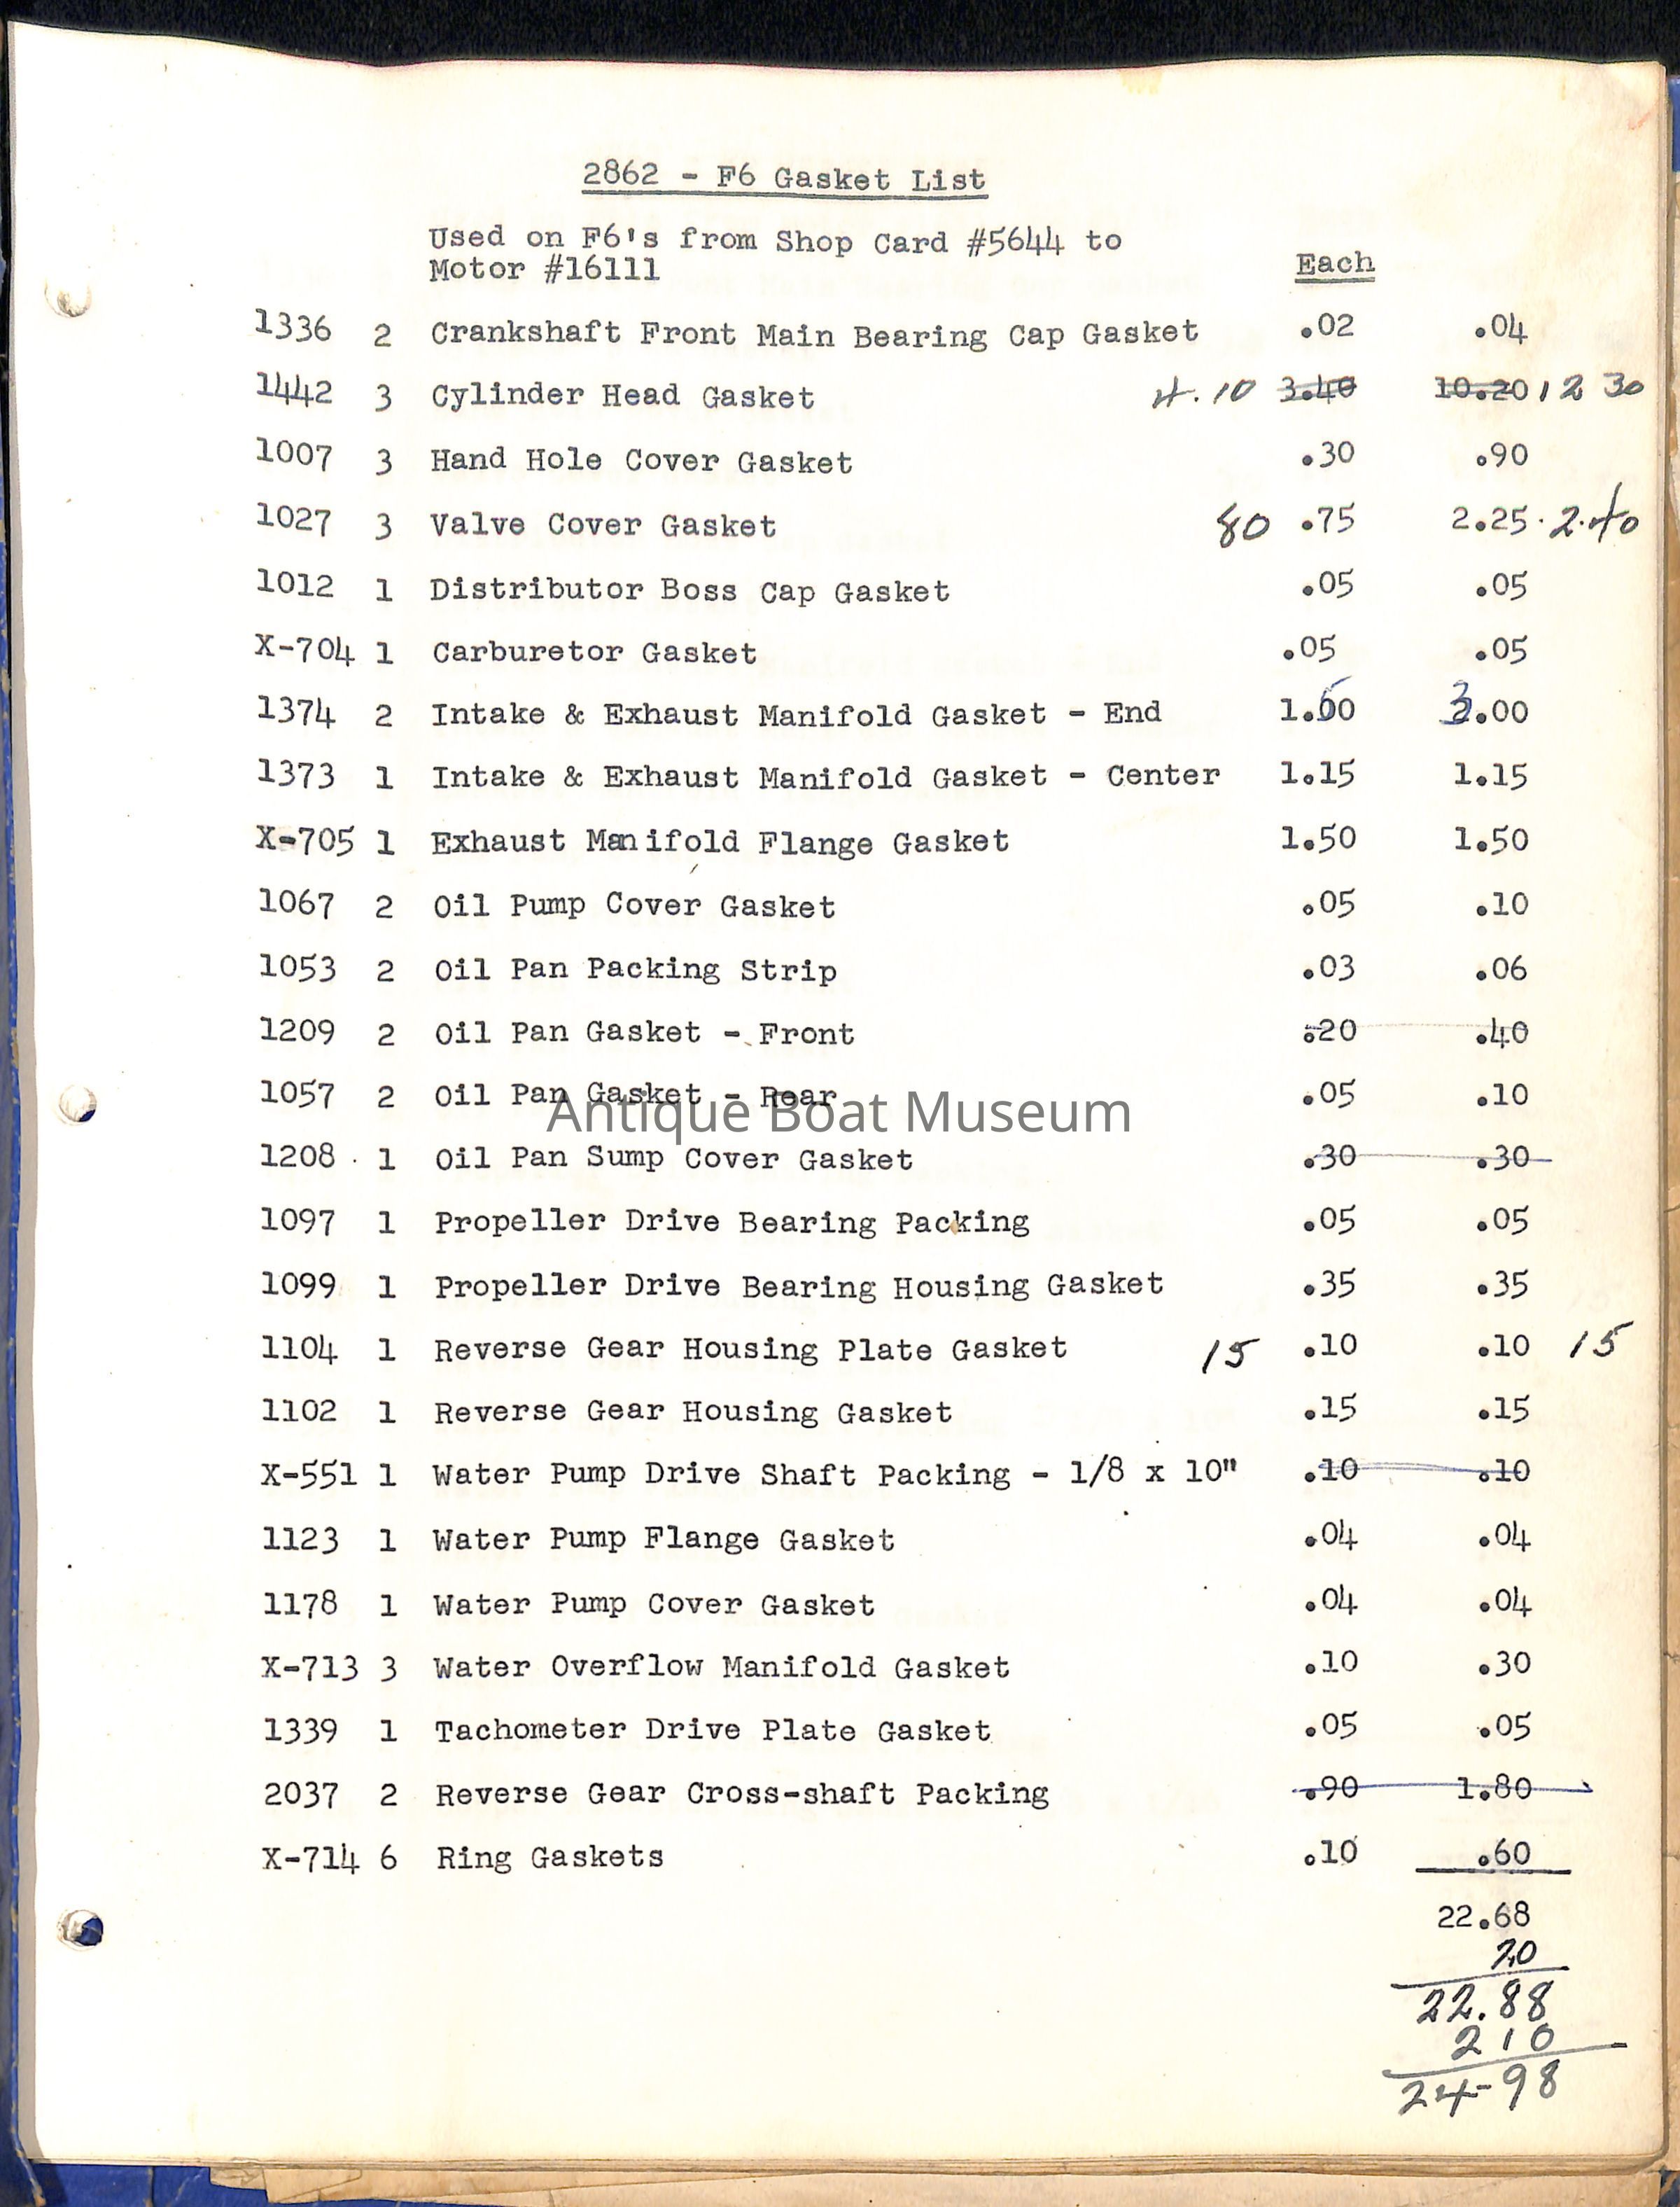 2862 - F6 Gasket List
Used on F6's from Shop Card #5644 to
Motor #16111
Each
1336 2 Crankshaft Front Main Bearing Cap Gasket .02 .04
1442 3 Cylinder Head Gasket 4.10 3.40 10.20 12 30
1007 3 Hand Hole Cover Gasket .30 .90
1027 3 Valve Cover Gasket 80 .75 2.25 2.40
1012 1 Distributor Boss Cap Gasket .05 .05
X-704 1 Carburetor Gasket .05 .05
1374 2 Intake & Exhaust Manifold Gasket - End 1.50 3.00
1373 1 Intake & Exhaust Manifold Gasket - Center 1.15 1.15
X-705 1 Exhaust Manifold Flange Gasket 1.50 1.50
1067 2 Oil Pump Cover Gasket .05 .10
1053 2 Oil Pan Packing Strip .03 .06
1209 2 Oil Pan Gasket - Front .20 .40
1057 2 Oil Pan Gasket - Rear .05 .10
Antique Boat Museum
1208 1 Oil Pan Sump Cover Gasket .30 .30
1097 1 Propeller Drive Bearing Packing .05 .05
1099 1 Propeller Drive Bearing Housing Gasket .35 .35
1104 1 Reverse Gear Housing Plate Gasket 15 .10 .10 15
1102 1 Reverse Gear Housing Gasket .15 .15
X-551 1 Water Pump Drive Shaft Packing - 1/8 x 10" .10 .10
1123 1 Water Pump Flange Gasket .04 .04
1178 1 Water Pump Cover Gasket .04 .04
X-713 3 Water Overflow Manifold Gasket .10 .30
1339 1 Tachometer Drive Plate Gasket .05 .05
2037 2 Reverse Gear Cross-shaft Packing .90 1.80
X-714 6 Ring Gaskets .10 .60
22.68
20
22.88
210
24-98